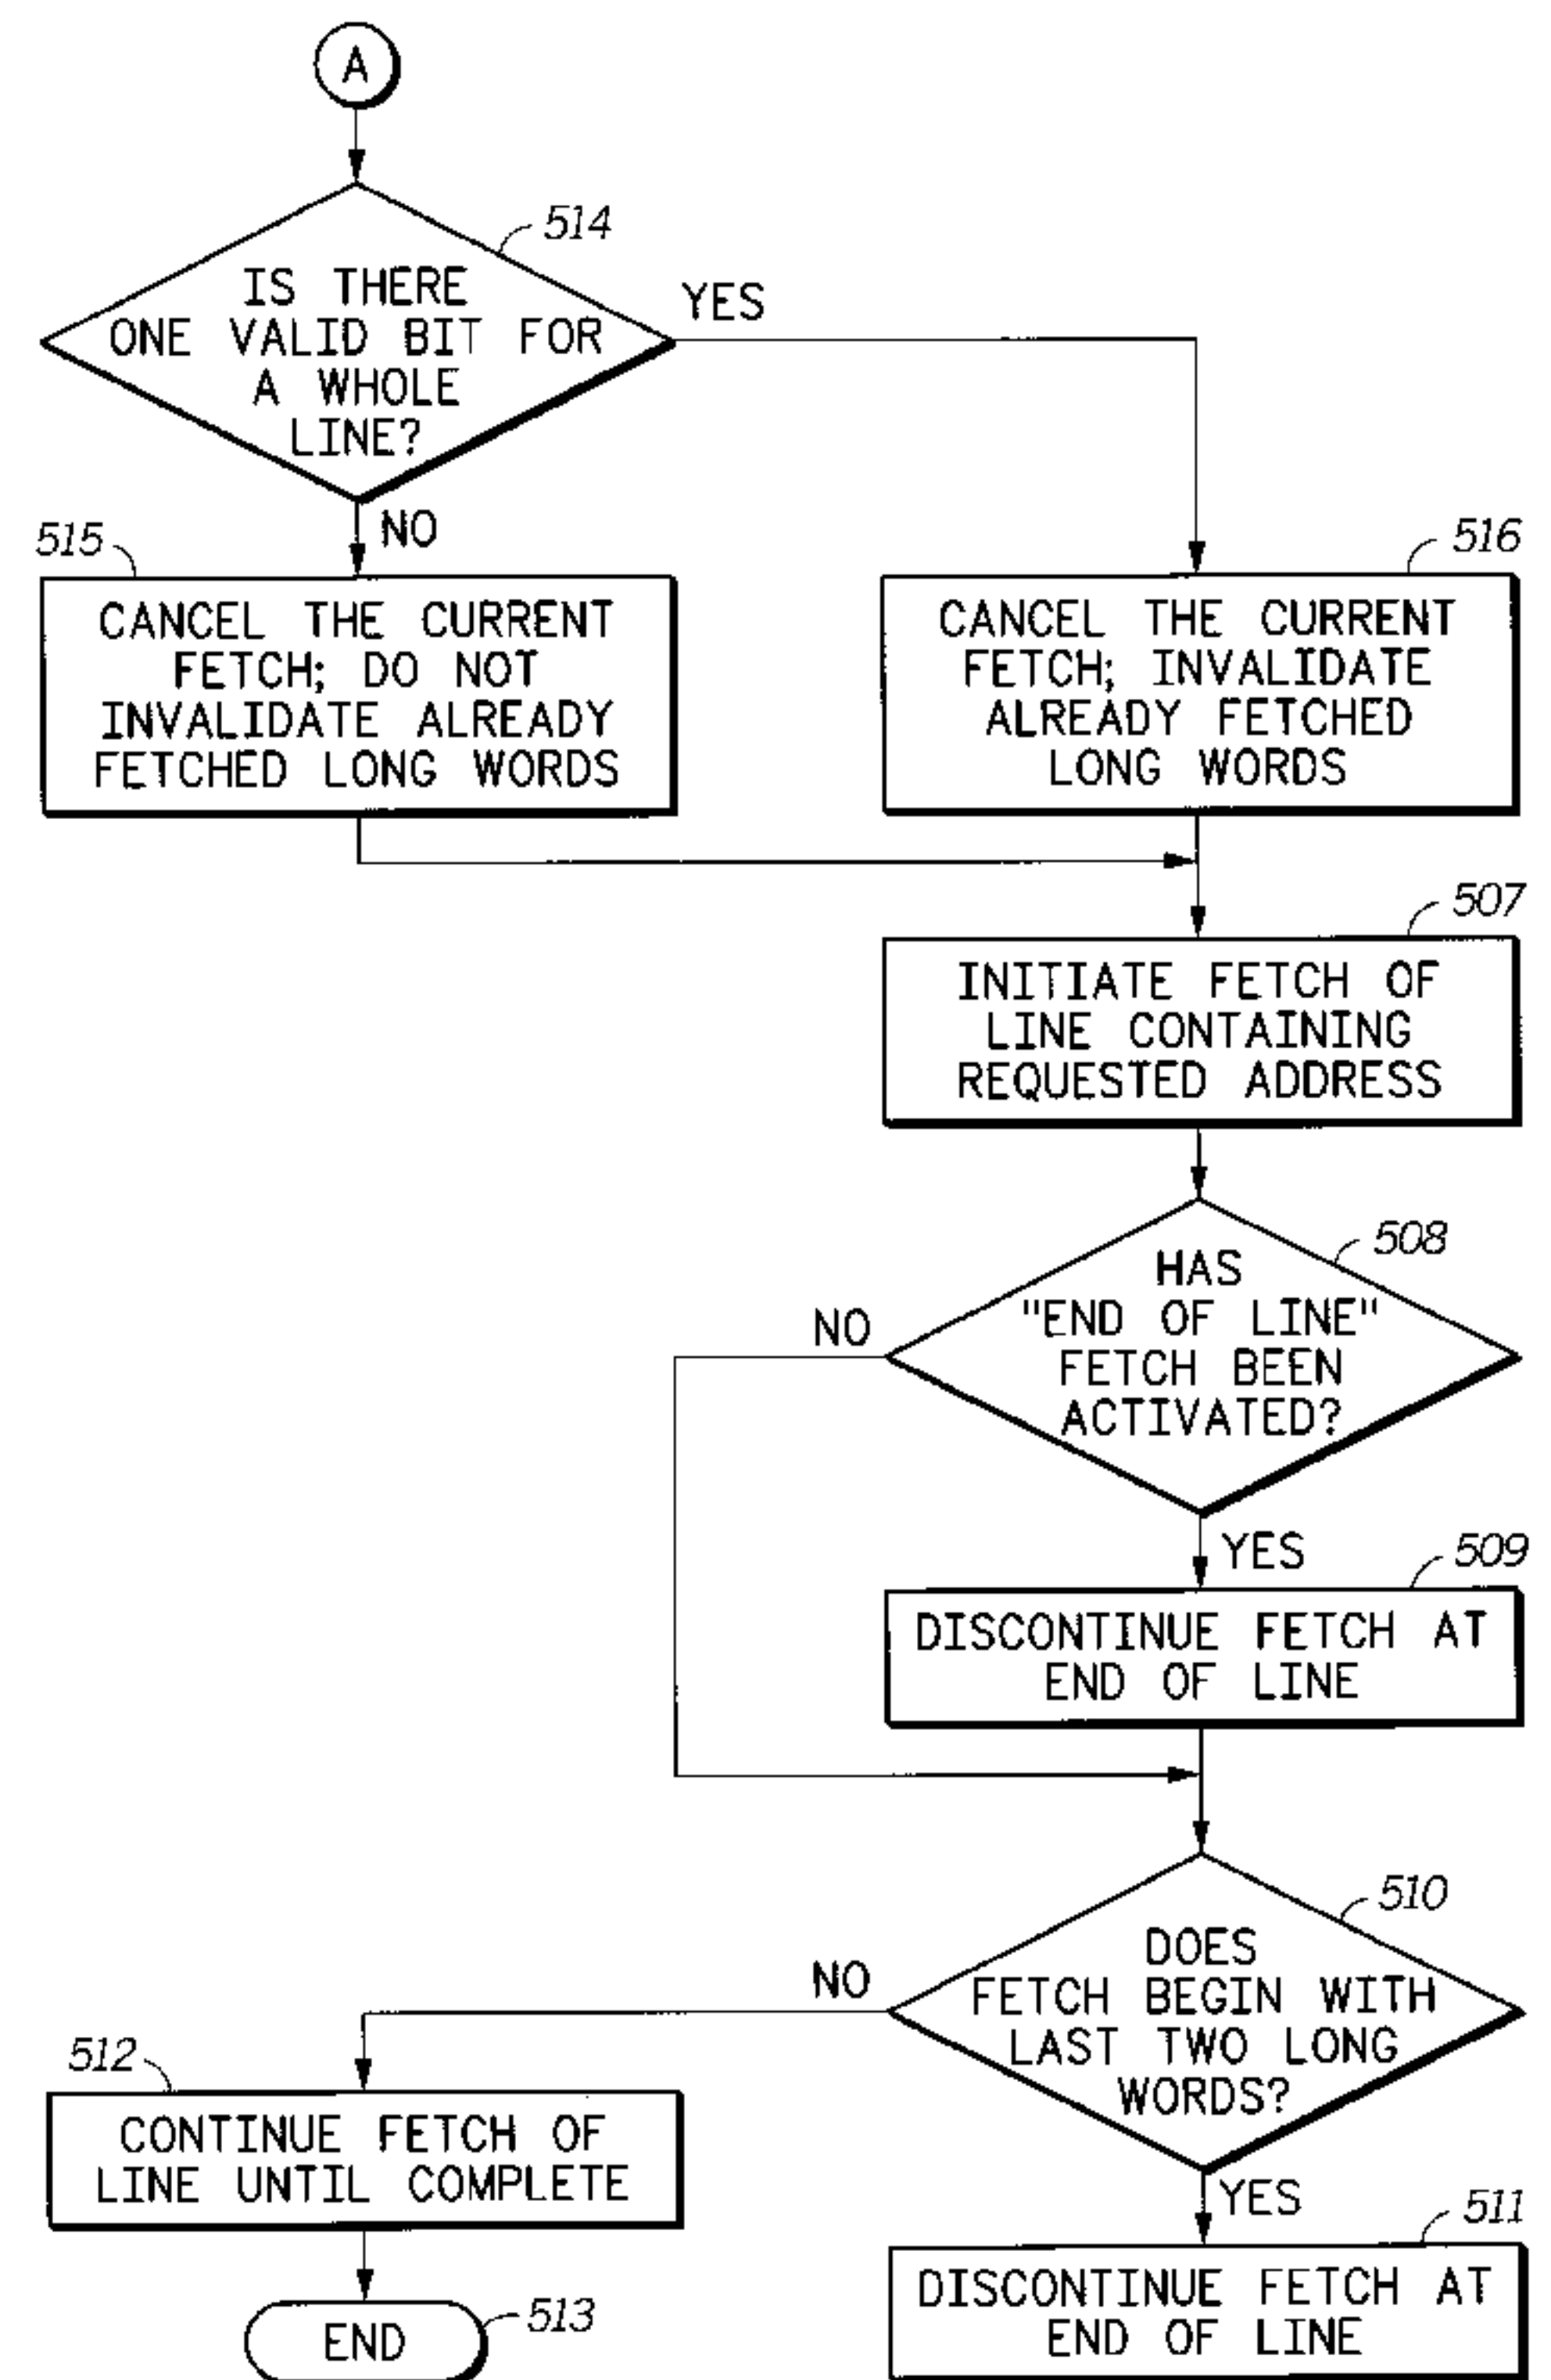 A
514
IS THERE
ONE VALID BIT FOR
A WHOLE
LINE?
YES
NO
515
CANCEL THE CURRENT
FETCH; DO NOT
INVALIDATE ALREADY
FETCHED LONG WORDS
516
CANCEL THE CURRENT
FETCH; INVALIDATE
ALREADY FETCHED
LONG WORDS
507
INITIATE FETCH OF
LINE CONTAINING
REQUESTED ADDRESS
508
HAS
"END OF LINE"
FETCH BEEN
ACTIVATED?
NO
YES
509
DISCONTINUE FETCH AT
END OF LINE
510
DOES
FETCH BEGIN WITH
LAST TWO LONG
WORDS?
NO
YES
512
CONTINUE FETCH OF
LINE UNTIL COMPLETE
511
DISCONTINUE FETCH AT
END OF LINE
END
513